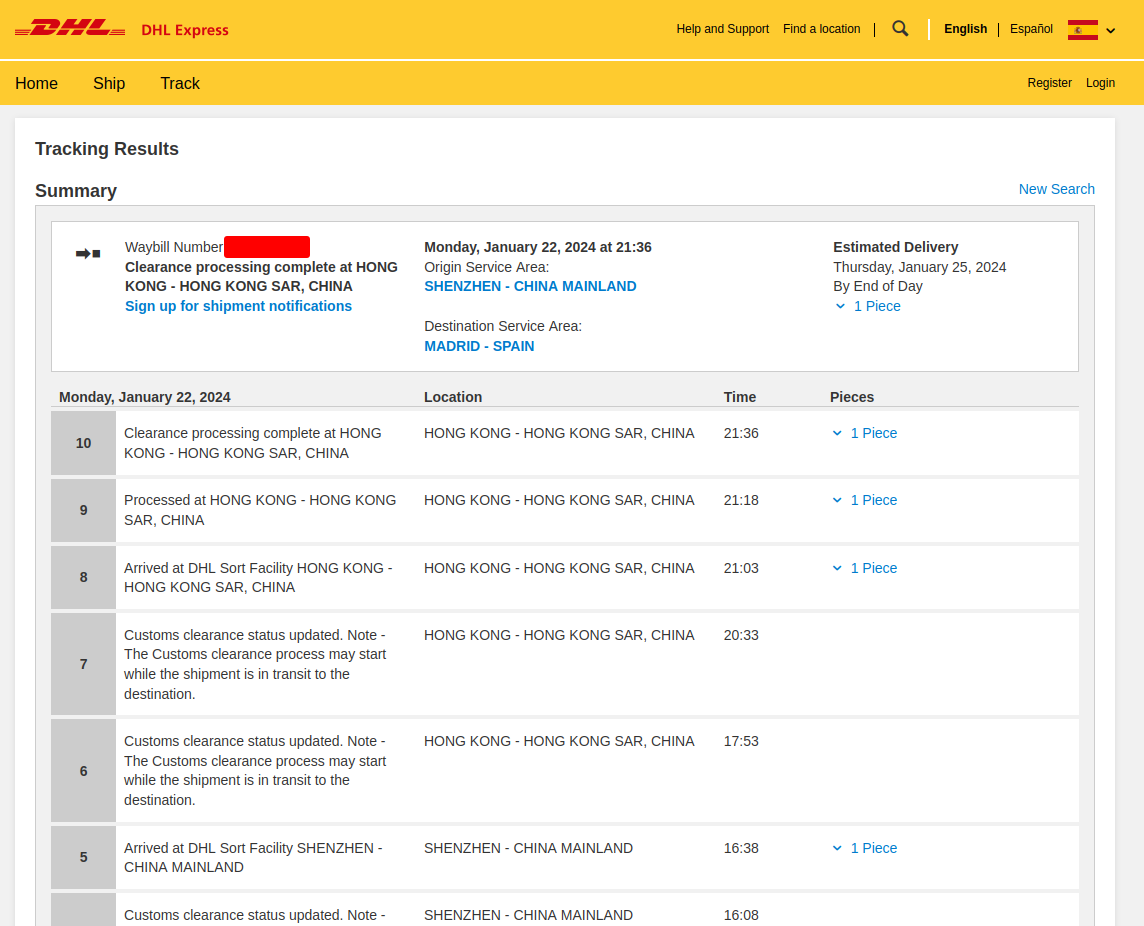 DHL DHL Express
Help and Support Find a location | English | Español
Home Ship Track Register Login
Tracking Results
Summary New Search
Waybill Number
Clearance processing complete at HONG
KONG - HONG KONG SAR, CHINA
Sign up for shipment notifications
Monday, January 22, 2024 at 21:36
Origin Service Area:
SHENZHEN - CHINA MAINLAND
Destination Service Area:
MADRID - SPAIN
Estimated Delivery
Thursday, January 25, 2024
By End of Day
1 Piece
Monday, January 22, 2024 Location Time Pieces
10 Clearance processing complete at HONG HONG KONG - HONG KONG SAR, CHINA 21:36 1 Piece
KONG - HONG KONG SAR, CHINA
9 Processed at HONG KONG - HONG KONG HONG KONG - HONG KONG SAR, CHINA 21:18 1 Piece
SAR, CHINA
8 Arrived at DHL Sort Facility HONG KONG - HONG KONG - HONG KONG SAR, CHINA 21:03 1 Piece
HONG KONG SAR, CHINA
7 Customs clearance status updated. Note - HONG KONG - HONG KONG SAR, CHINA 20:33
The Customs clearance process may start
while the shipment is in transit to the
destination.
6 Customs clearance status updated. Note - HONG KONG - HONG KONG SAR, CHINA 17:53
The Customs clearance process may start
while the shipment is in transit to the
destination.
5 Arrived at DHL Sort Facility SHENZHEN - SHENZHEN - CHINA MAINLAND 16:38 1 Piece
CHINA MAINLAND
Customs clearance status updated. Note - SHENZHEN - CHINA MAINLAND 16:08